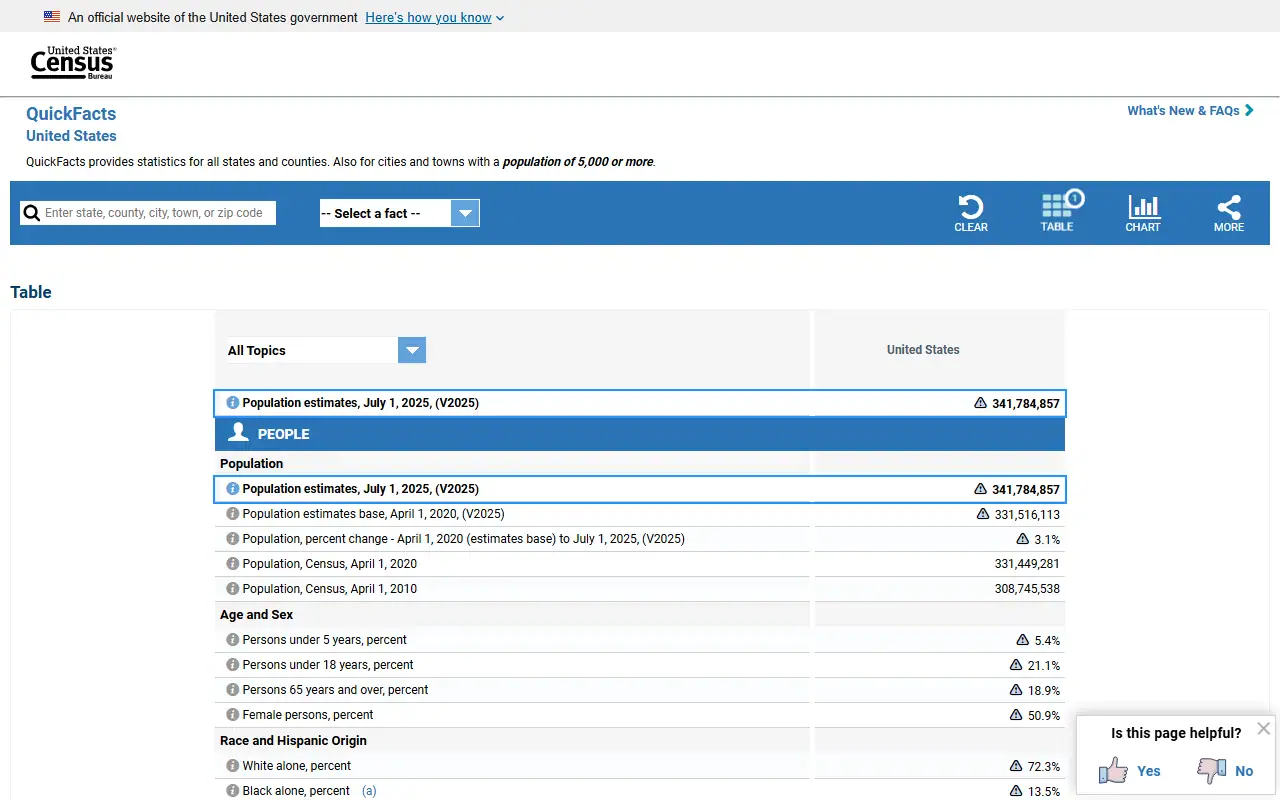 An official website of the United States government Here's how you know
United States®
Census
Bureau
QuickFacts
What's New & FAQs
United States
QuickFacts provides statistics for all states and counties. Also for cities and towns with a population of 5,000 or more.
Enter state, county, city, town, or zip code
-- Select a fact --
CLEAR
1
TABLE
CHART
MORE
Table
All Topics
United States
Population estimates, July 1, 2025, (V2025) 341,784,857
PEOPLE
Population
Population estimates, July 1, 2025, (V2025) 341,784,857
Population estimates base, April 1, 2020, (V2025) 331,516,113
Population, percent change - April 1, 2020 (estimates base) to July 1, 2025, (V2025) 3.1%
Population, Census, April 1, 2020 331,449,281
Population, Census, April 1, 2010 308,745,538
Age and Sex
Persons under 5 years, percent 5.4%
Persons under 18 years, percent 21.1%
Persons 65 years and over, percent 18.9%
Female persons, percent 50.9%
Race and Hispanic Origin
White alone, percent 72.3%
Black alone, percent (a) 13.5%
Is this page helpful?
Yes
No